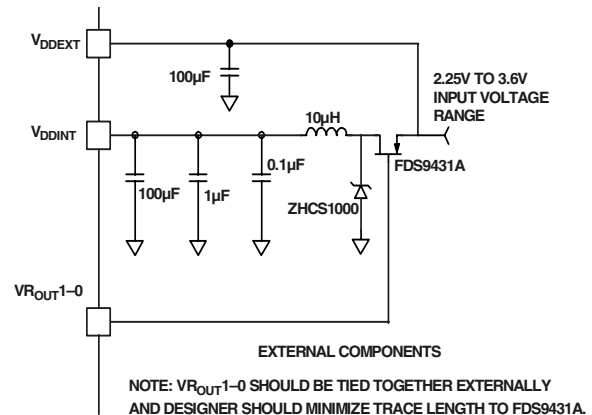 VDDEXT
100µF
2.25V TO 3.6V
INPUT VOLTAGE
RANGE
10µH
VDDINT
FDS9431A
0.1µF
100µF
1µF
ZHCS1000
VROUT1–0
EXTERNAL COMPONENTS
NOTE: VROUT1–0 SHOULD BE TIED TOGETHER EXTERNALLY
AND DESIGNER SHOULD MINIMIZE TRACE LENGTH TO FDS9431A.